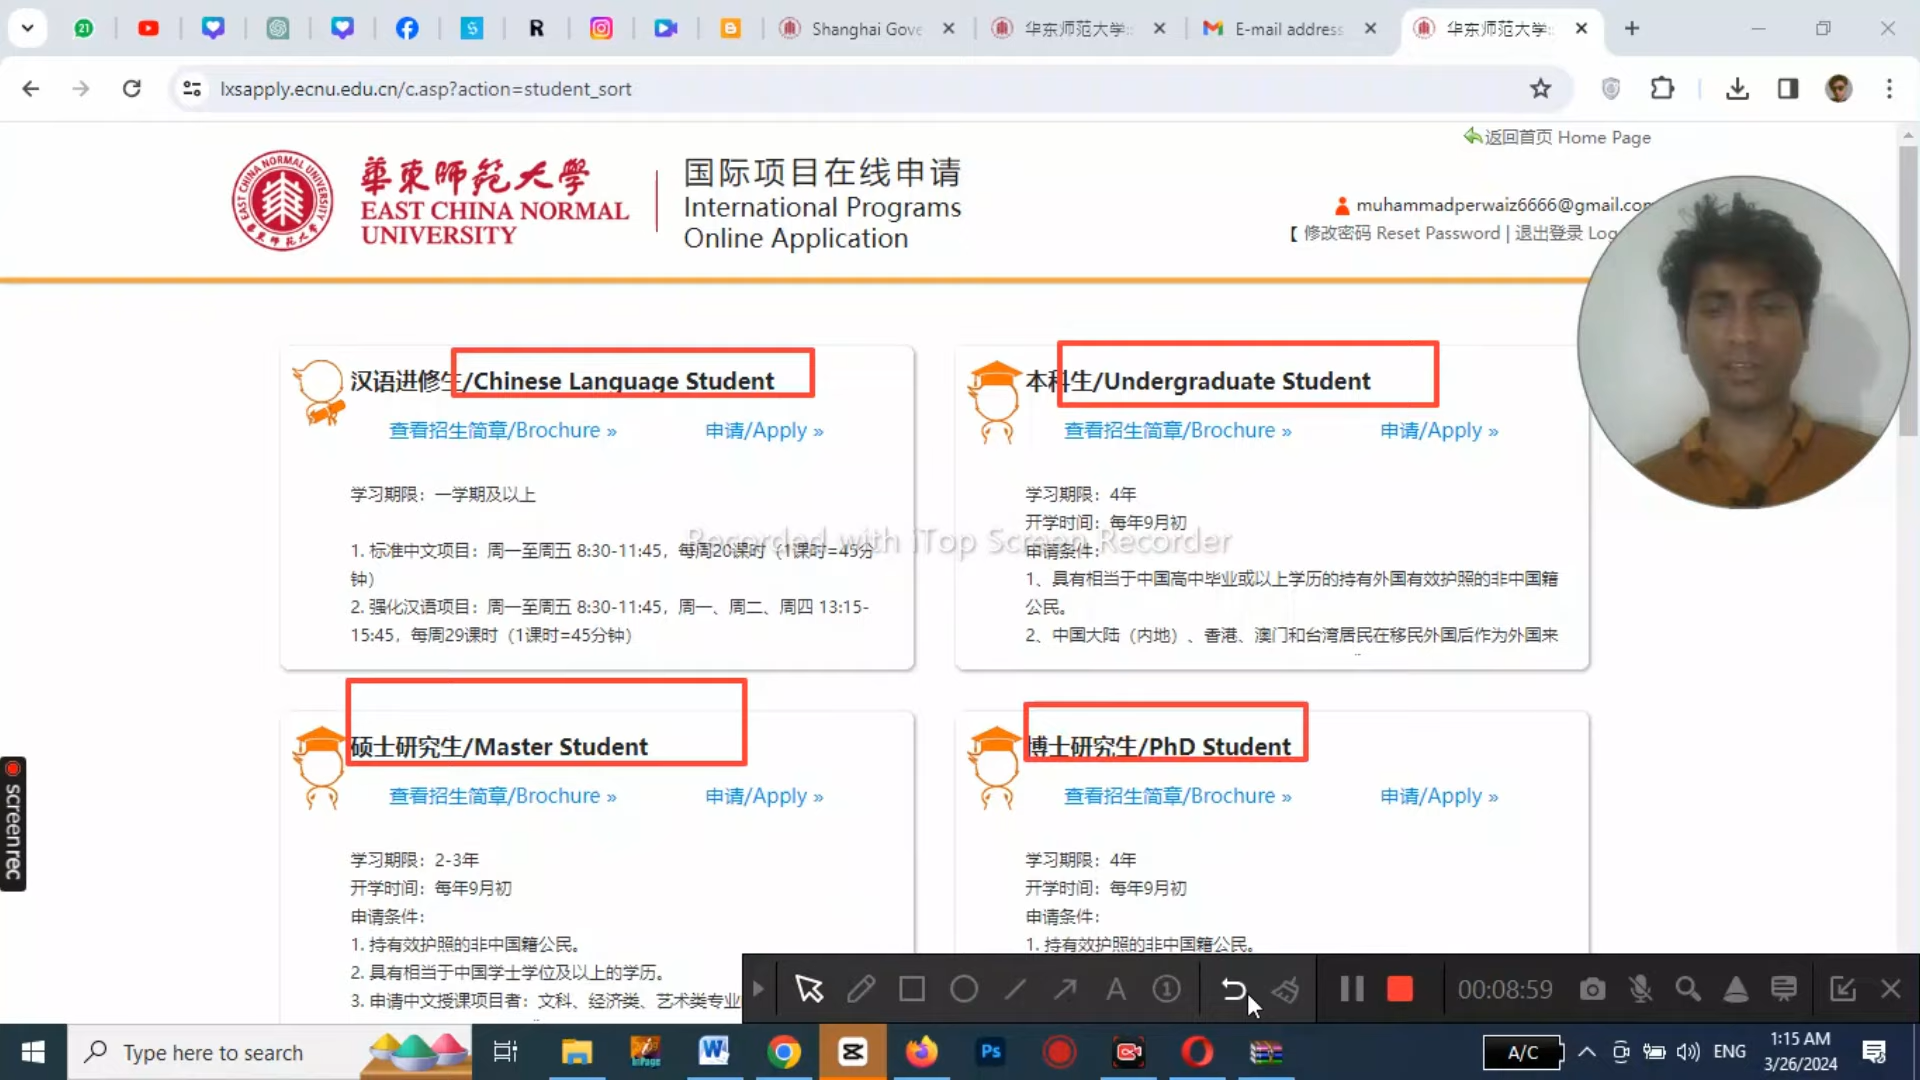 Shanghai Gove
华东师范大学:
E-mail address
华东师范大学:
lxsapply.ecnu.edu.cn/c.asp?action=student_sort
返回首页 Home Page
華東師範大學
EAST CHINA NORMAL
UNIVERSITY
国际项目在线申请
International Programs
Online Application
muhammadperwaiz6666@gmail.com
【 修改密码 Reset Password | 退出登录 Log
汉语进修生/Chinese Language Student
查看招生简章/Brochure » 申请/Apply »
学习期限：一学期及以上
1. 标准中文项目：周一至周五 8:30-11:45，每周20课时（1课时=45分
钟）
2. 强化汉语项目：周一至周五 8:30-11:45，周一、周二、周四 13:15-
15:45，每周29课时（1课时=45分钟）
本科生/Undergraduate Student
查看招生简章/Brochure » 申请/Apply »
学习期限：4年
开学时间：每年9月初
申请条件：
1、具有相当于中国高中毕业或以上学历的持有外国有效护照的非中国籍
公民。
2、中国大陆（内地）、香港、澳门和台湾居民在移民外国后作为外国来
Recorded with iTop Screen Recorder
硕士研究生/Master Student
查看招生简章/Brochure » 申请/Apply »
学习期限：2-3年
开学时间：每年9月初
申请条件：
1. 持有效护照的非中国籍公民。
2. 具有相当于中国学士学位及以上的学历。
3. 申请中文授课项目者：文科、经济类、艺术类专业
博士研究生/PhD Student
查看招生简章/Brochure » 申请/Apply »
学习期限：4年
开学时间：每年9月初
申请条件：
1. 持有效护照的非中国籍公民。
screenrec
00:08:59
Type here to search
A/C
ENG
1:15 AM
3/26/2024